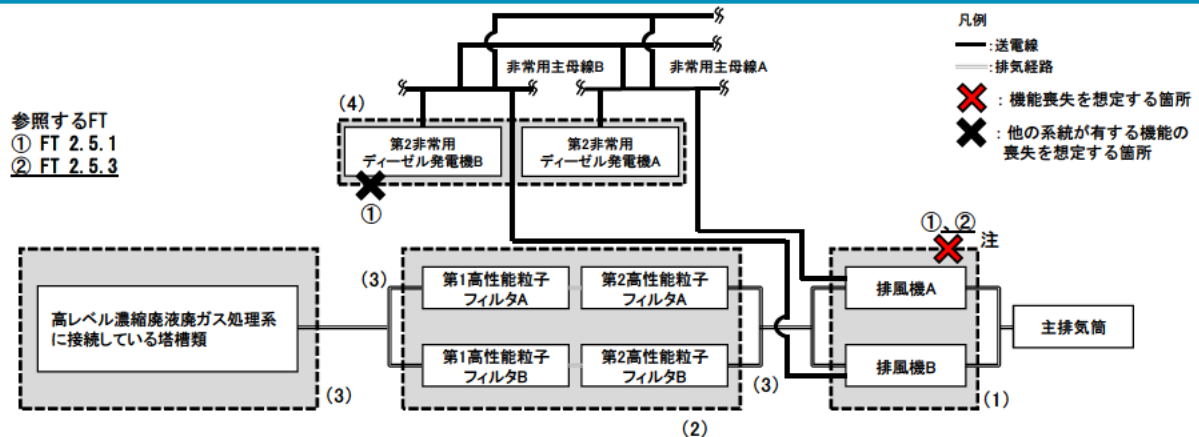 凡例
━:送電線
═:排気経路
:機能喪失を想定する箇所
:他の系統が有する機能の
喪失を想定する箇所
非常用主母線B
非常用主母線A
参照するFT
① FT 2.5.1
② FT 2.5.3
(4)
第2非常用
ディーゼル発電機B
第2非常用
ディーゼル発電機A
①
①、②
注
高レベル濃縮廃液廃ガス処理系
に接続している塔槽類
(3)
(3)
第1高性能粒子
フィルタA
第2高性能粒子
フィルタA
第1高性能粒子
フィルタB
第2高性能粒子
フィルタB
(2)
(3)
排風機A
排風機B
(1)
主排気筒